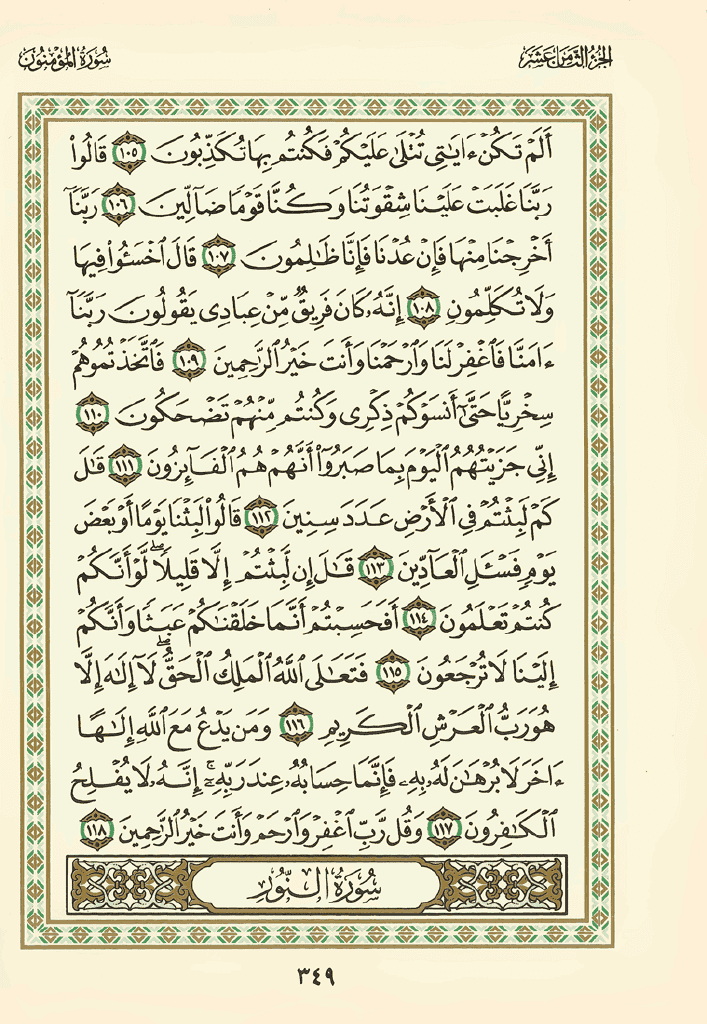 الجزء الثامن عشر
سورة المؤمنون
أَلَمْ تَكُنْ ءَايَٰتِى تُتْلَىٰ عَلَيْكُمْ فَكُنتُم بِهَا تُكَذِّبُونَ ١٠٥ قَالُوا۟
رَبَّنَا غَلَبَتْ عَلَيْنَا شِقْوَتُنَا وَكُنَّا قَوْمًا ضَآلِّينَ ١٠٦ رَبَّنَآ
أَخْرِجْنَا مِنْهَا فَإِنْ عُدْنَا فَإِنَّا ظَٰلِمُونَ ١٠٧ قَالَ ٱخْسَـُٔوا۟ فِيهَا
وَلَا تُكَلِّمُونِ ١٠٨ إِنَّهُۥ كَانَ فَرِيقٌ مِّنْ عِبَادِى يَقُولُونَ رَبَّنَآ
ءَامَنَّا فَٱغْفِرْ لَنَا وَٱرْحَمْنَا وَأَنتَ خَيْرُ ٱلرَّٰحِمِينَ ١٠٩ فَٱتَّخَذْتُمُوهُمْ
سِخْرِيًّا حَتَّىٰٓ أَنسَوْكُمْ ذِكْرِى وَكُنتُم مِّنْهُمْ تَضْحَكُونَ ١١٠
إِنِّى جَزَيْتُهُمُ ٱلْيَوْمَ بِمَا صَبَرُوٓا۟ أَنَّهُمْ هُمُ ٱلْفَآئِزُونَ ١١١ قَٰلَ
كَمْ لَبِثْتُمْ فِى ٱلْأَرْضِ عَدَدَ سِنِينَ ١١٢ قَالُوا۟ لَبِثْنَا يَوْمًا أَوْ بَعْضَ
يَوْمٍ فَسْـَٔلِ ٱلْعَآدِّينَ ١١٣ قَٰلَ إِن لَّبِثْتُمْ إِلَّا قَلِيلًا ۖ لَّوْ أَنَّكُمْ
كُنتُمْ تَعْلَمُونَ ١١٤ أَفَحَسِبْتُمْ أَنَّمَا خَلَقْنَٰكُمْ عَبَثًا وَأَنَّكُمْ
إِلَيْنَا لَا تُرْجَعُونَ ١١٥ فَتَعَٰلَى ٱللَّهُ ٱلْمَلِكُ ٱلْحَقُّ ۖ لَآ إِلَٰهَ إِلَّا
هُوَ رَبُّ ٱلْعَرْشِ ٱلْكَرِيمِ ١١٦ وَمَن يَدْعُ مَعَ ٱللَّهِ إِلَٰهًا
ءَاخَرَ لَا بُرْهَٰنَ لَهُۥ بِهِۦ فَإِنَّمَا حِسَابُهُۥ عِندَ رَبِّهِۦٓ ۚ إِنَّهُۥ لَا يُفْلِحُ
ٱلْكَٰفِرُونَ ١١٧ وَقُل رَّبِّ ٱغْفِرْ وَٱرْحَمْ وَأَنتَ خَيْرُ ٱلرَّٰحِمِينَ ١١٨
سُورَةُ النُّورِ
٣٤٩